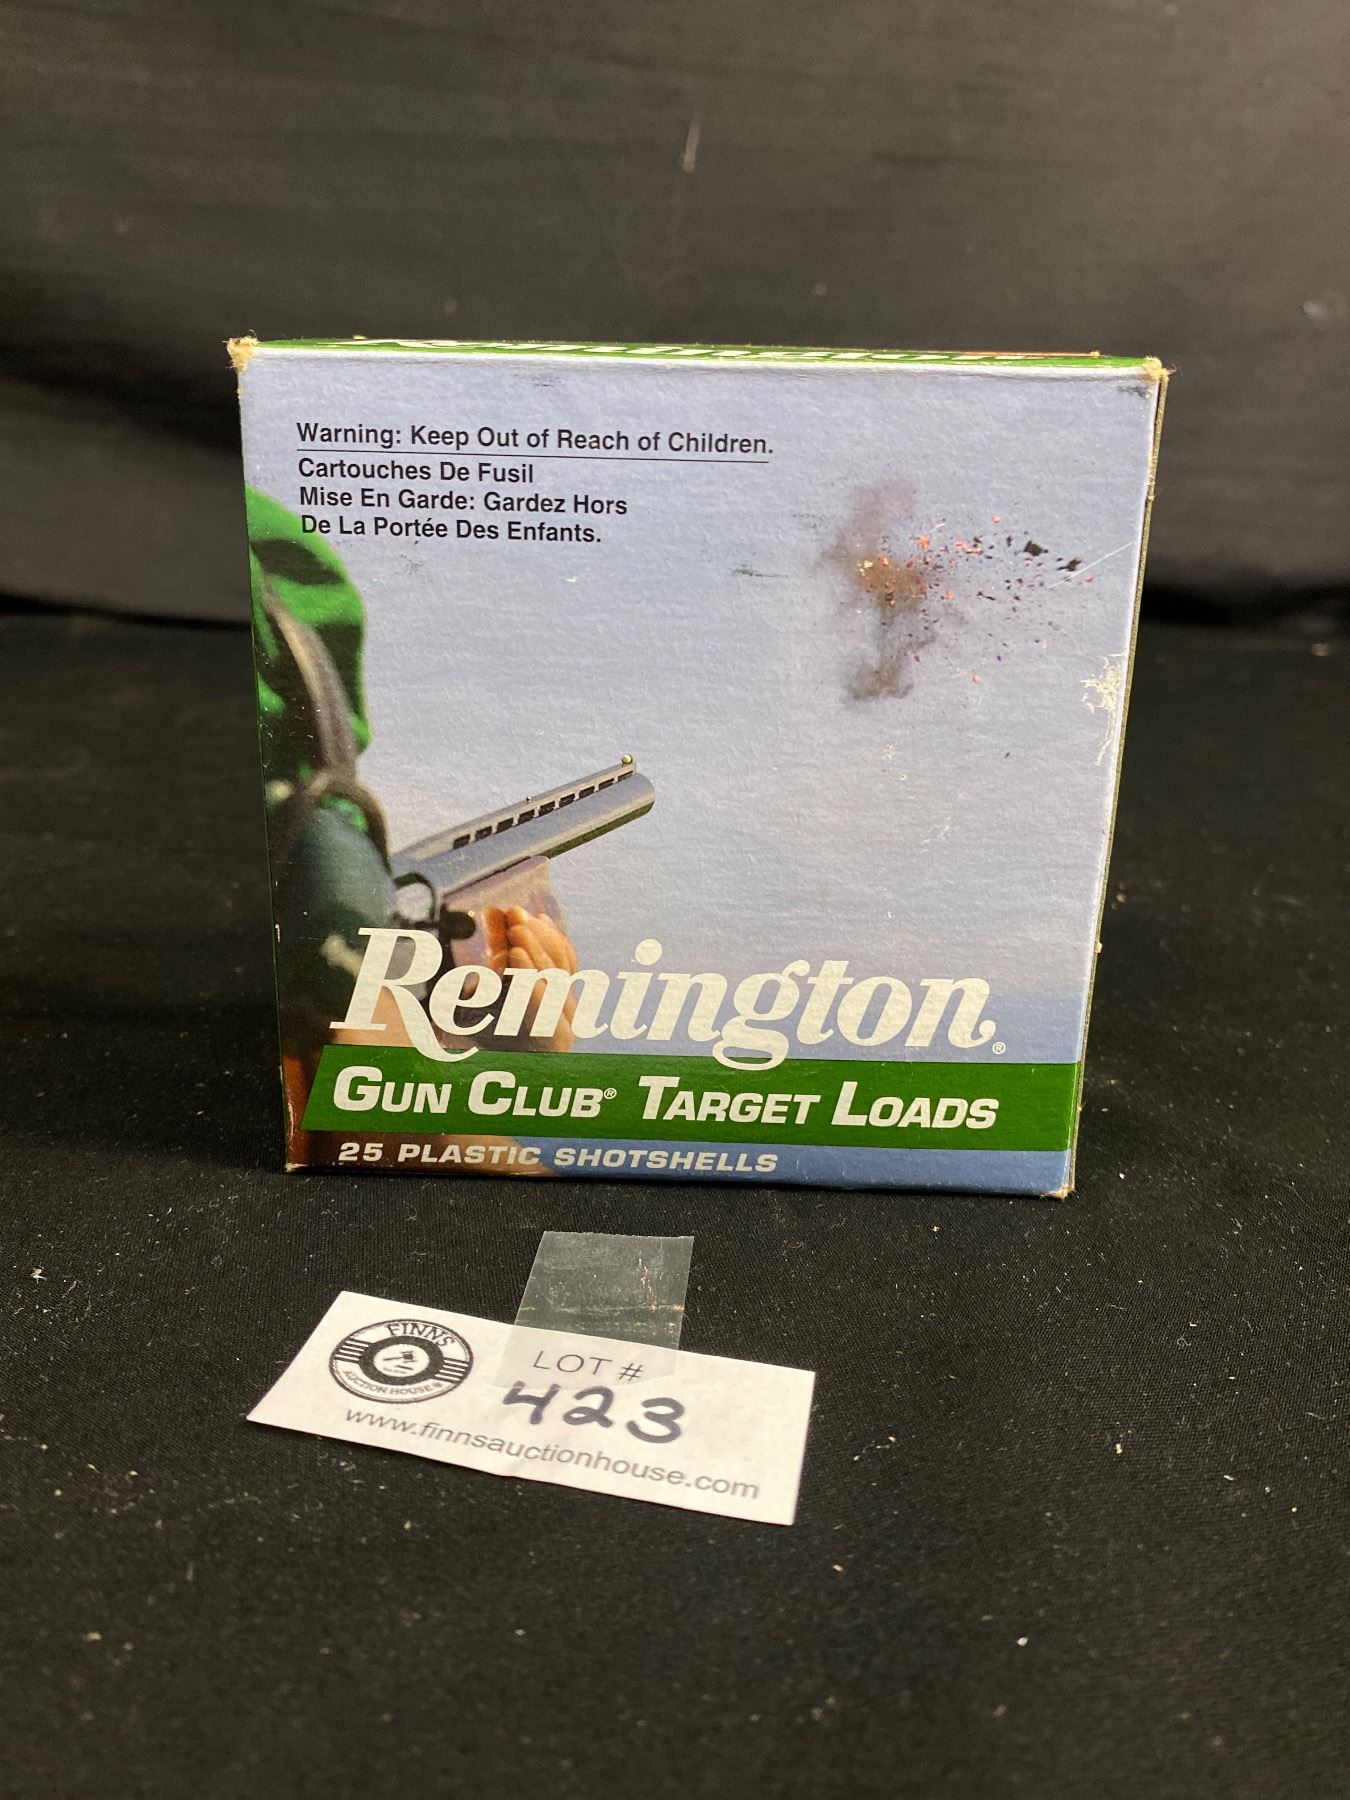 Warning: Keep Out of Reach of Children.
Cartouches De Fusil
Mise En Garde: Gardez Hors
De La Portée Des Enfants.
Remington®
GUN CLUB® TARGET LOADS
25 PLASTIC SHOTSHELLS
FINNS
AUCTION HOUSE
LOT #
423
www.finnsauctionhouse.com